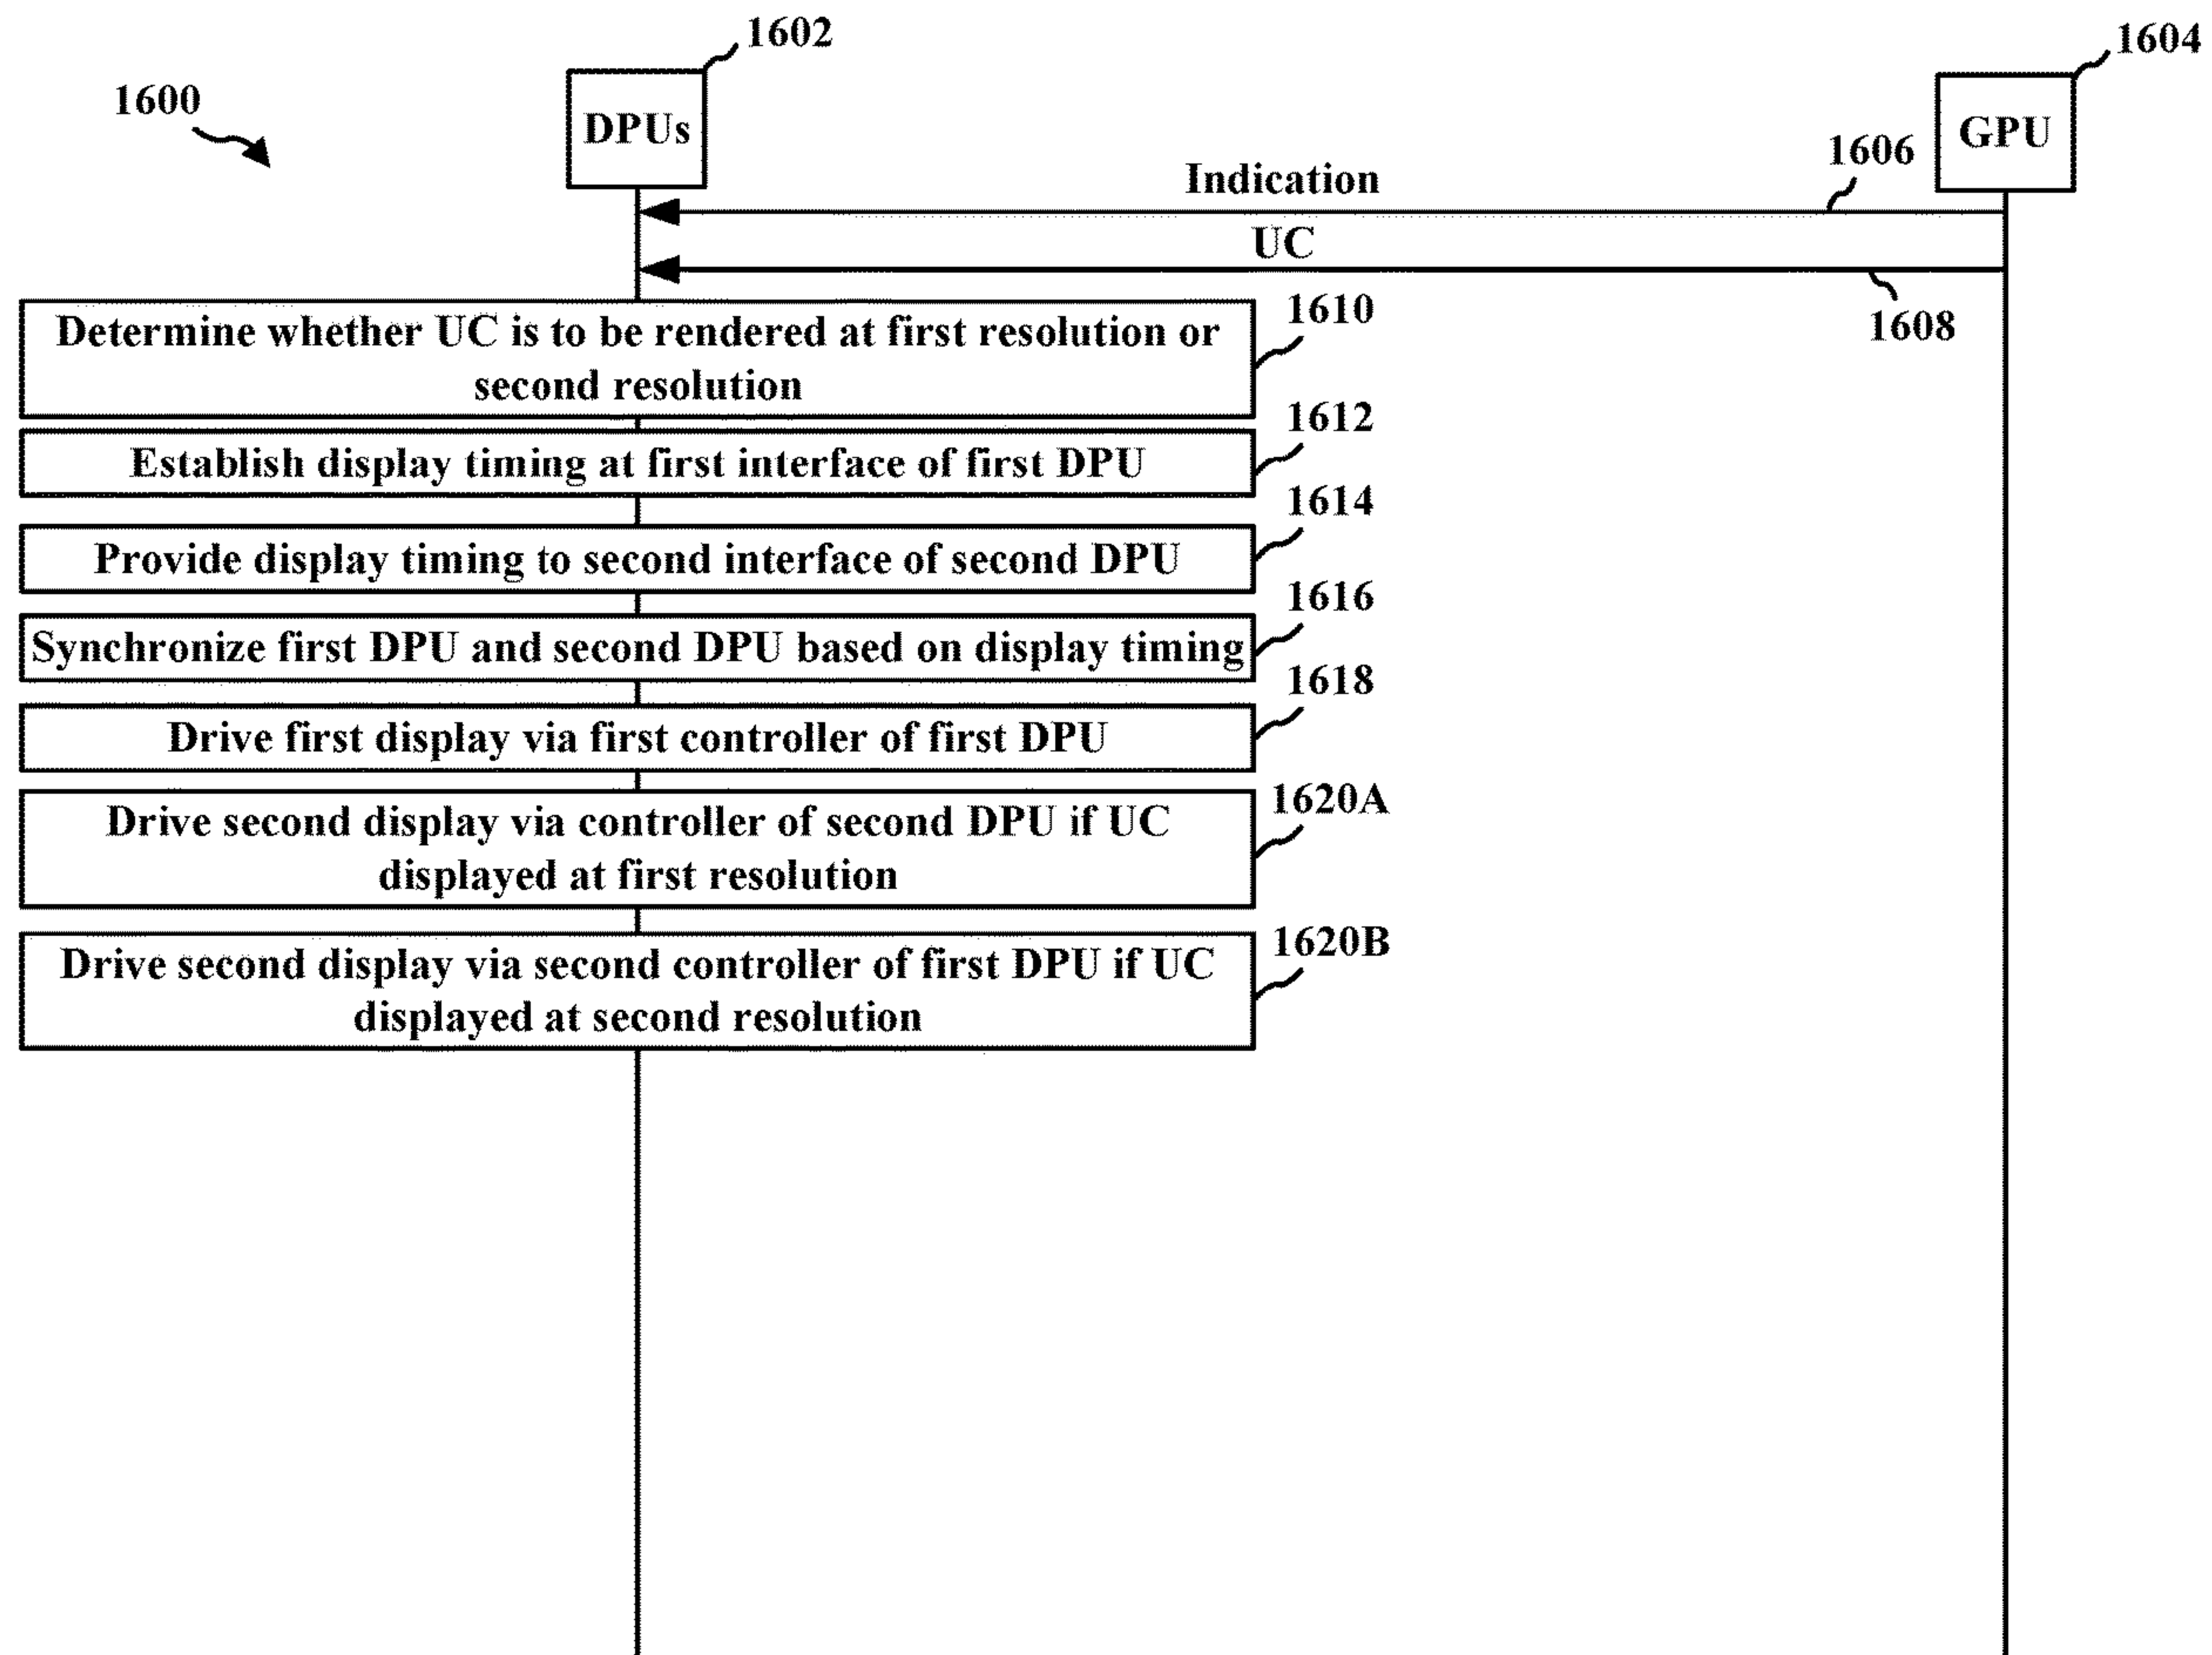 1602
1604
1600
DPUs
GPU
1606
Indication
UC
1608
1610
Determine whether UC is to be rendered at first resolution or
second resolution
1612
Establish display timing at first interface of first DPU
1614
Provide display timing to second interface of second DPU
1616
Synchronize first DPU and second DPU based on display timing
1618
Drive first display via first controller of first DPU
1620A
Drive second display via controller of second DPU if UC
displayed at first resolution
1620B
Drive second display via second controller of first DPU if UC
displayed at second resolution